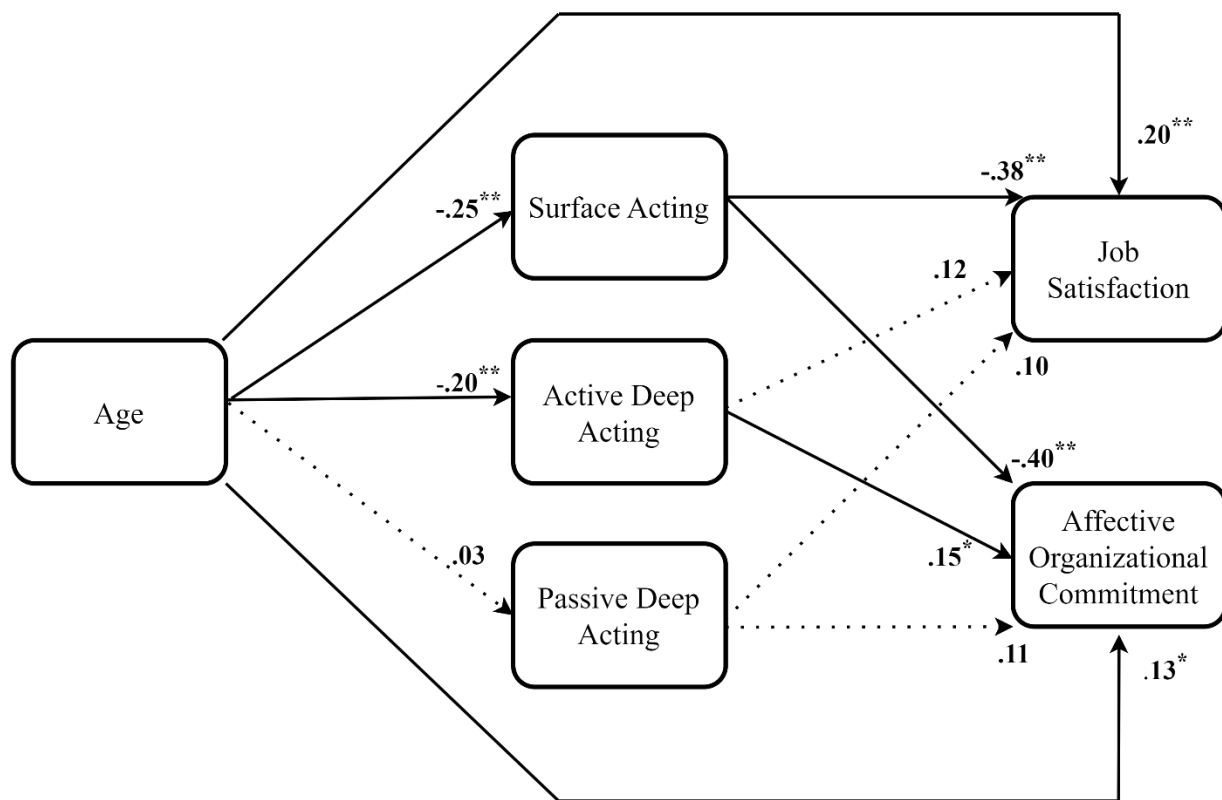 .20**
-.38**
-.25**
Surface Acting
Job
Satisfaction
.12
.10
-.20**
Active Deep
Acting
Age
-.40**
Affective
Organizational
Commitment
.15*
.03
Passive Deep
Acting
.11
.13*